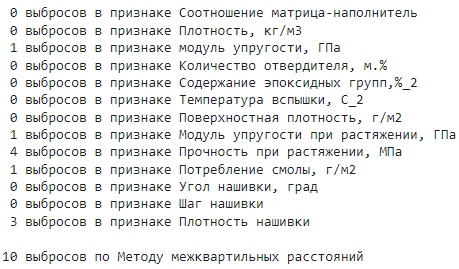 0 выбросов в признаке Соотношение матрица-наполнитель
0 выбросов в признаке Плотность, кг/м3
1 выбросов в признаке модуль упругости, ГПа
0 выбросов в признаке Количество отвердителя, м.%
0 выбросов в признаке Содержание эпоксидных групп,%_2
0 выбросов в признаке Температура вспышки, С_2
0 выбросов в признаке Поверхностная плотность, г/м2
1 выбросов в признаке Модуль упругости при растяжении, ГПа
4 выбросов в признаке Прочность при растяжении, МПа
1 выбросов в признаке Потребление смолы, г/м2
0 выбросов в признаке Угол нашивки, град
0 выбросов в признаке Шаг нашивки
3 выбросов в признаке Плотность нашивки
10 выбросов по Методу межквартильных расстояний